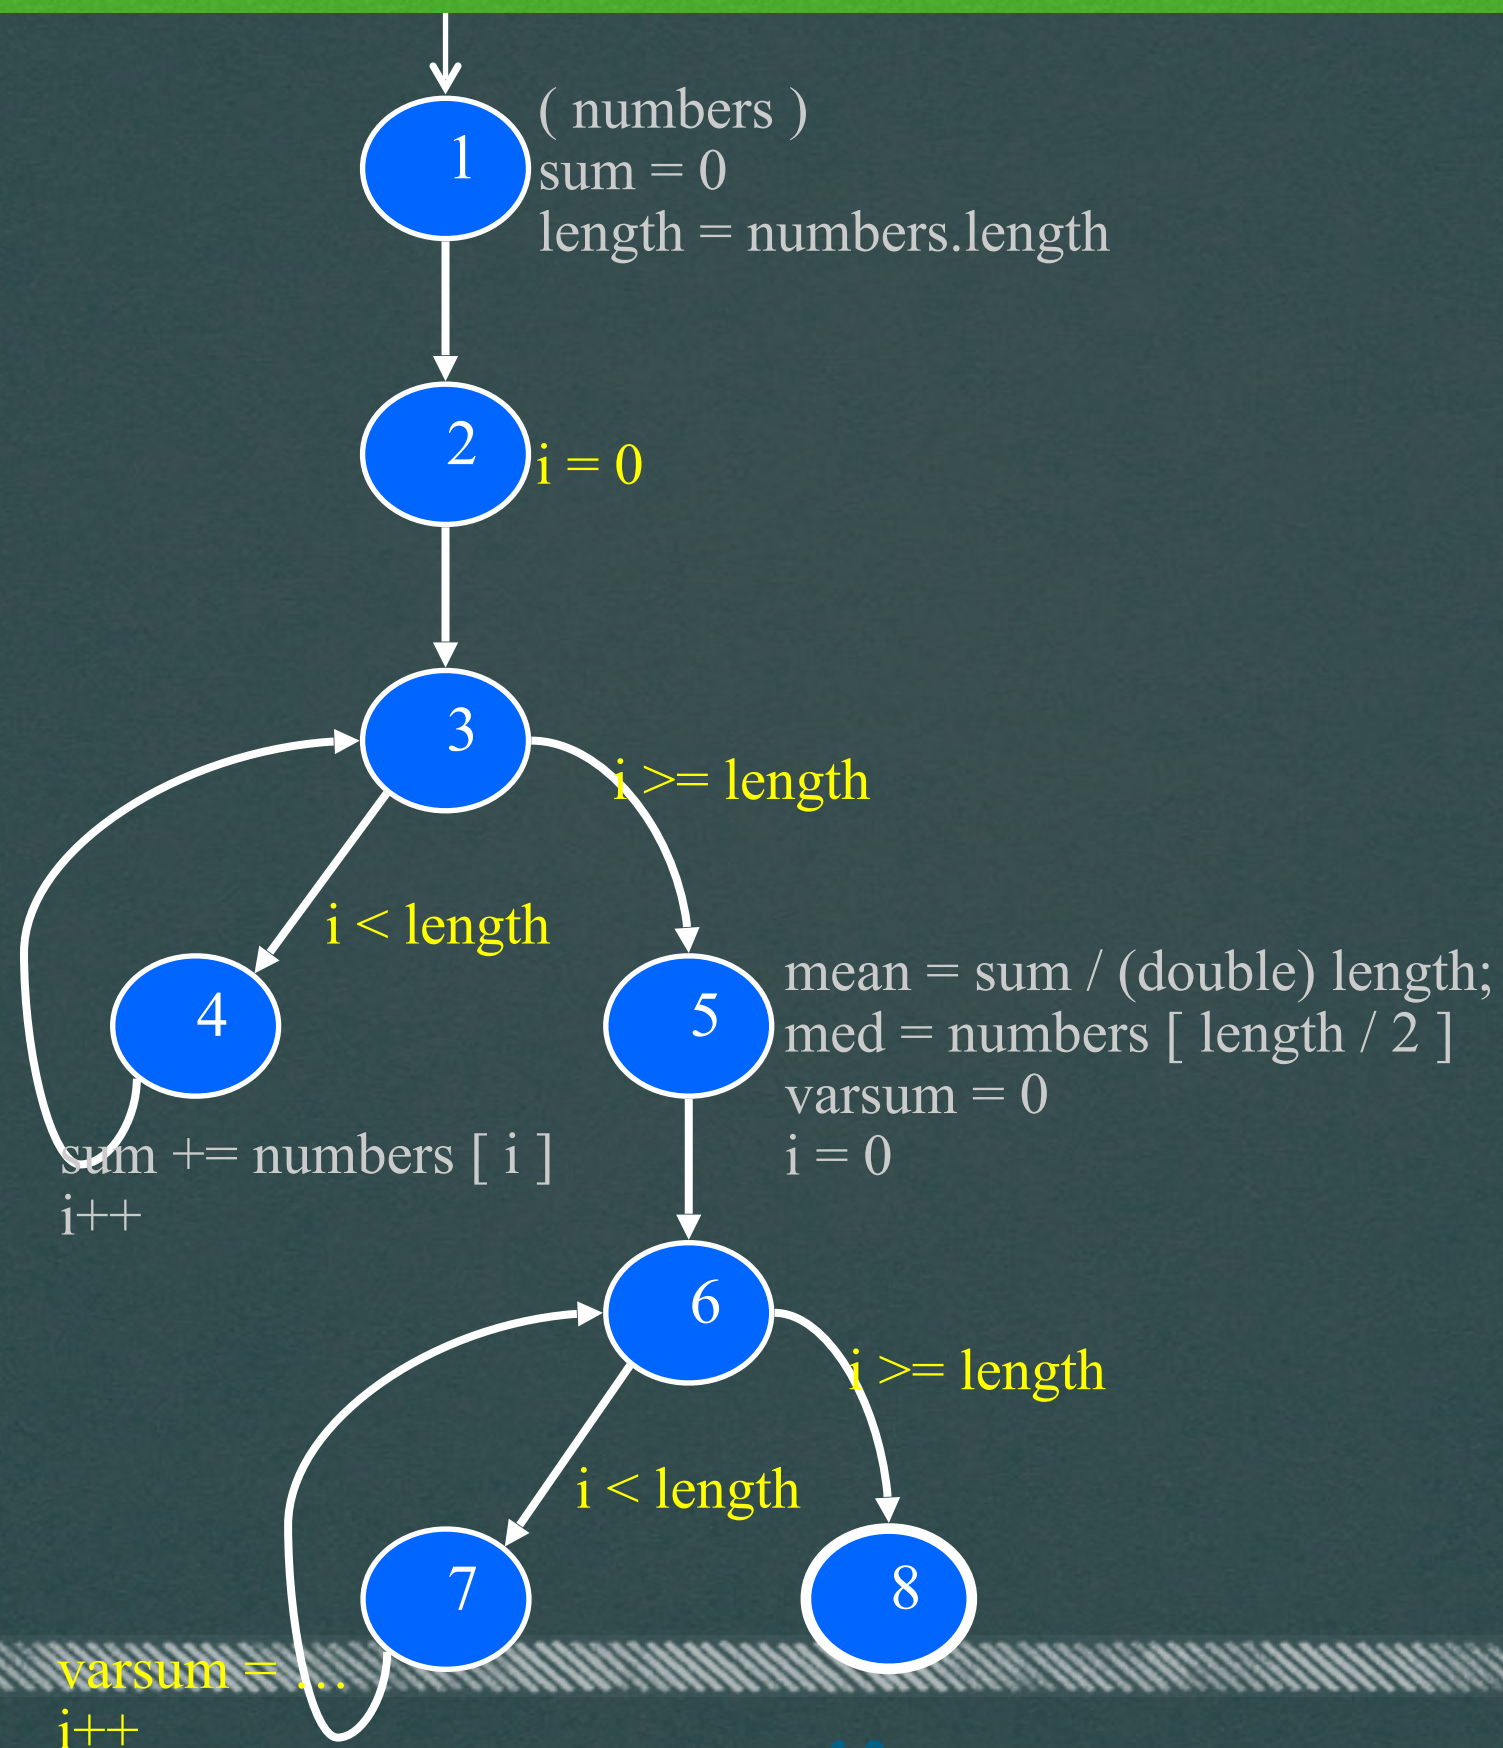 1
( numbers )
sum = 0
length = numbers.length
2
i = 0
3
i >= length
i < length
4
5
mean = sum / (double) length;
med = numbers [ length / 2 ]
varsum = 0
i = 0
sum += numbers [ i ]
i++
6
i >= length
i < length
7
8
varsum = …
i++